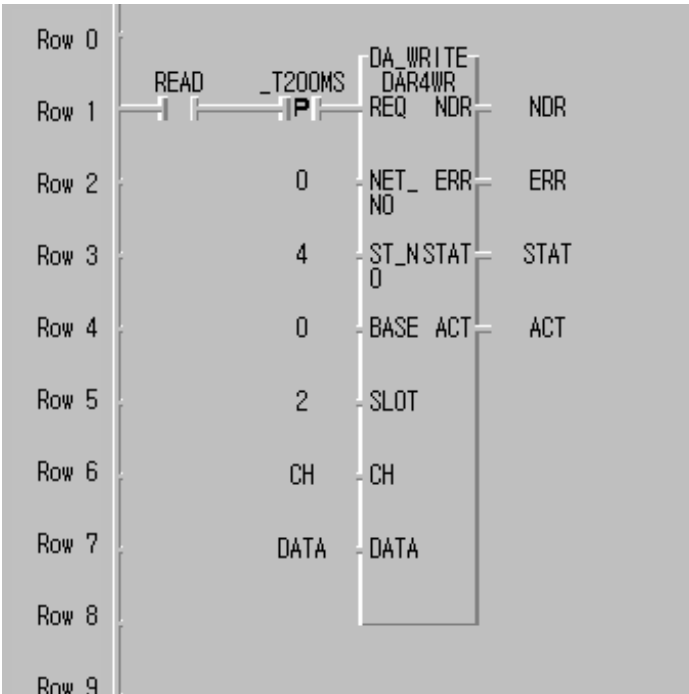 Row 0
DA_WRITE
READ _T200MS DAR4WR
Row 1 P REQ NDR NDR
Row 2 0 NET_ ERR ERR
NO
Row 3 4 ST_N STAT STAT
O
Row 4 0 BASE ACT ACT
Row 5 2 SLOT
Row 6 CH CH
Row 7 DATA DATA
Row 8
Row 9